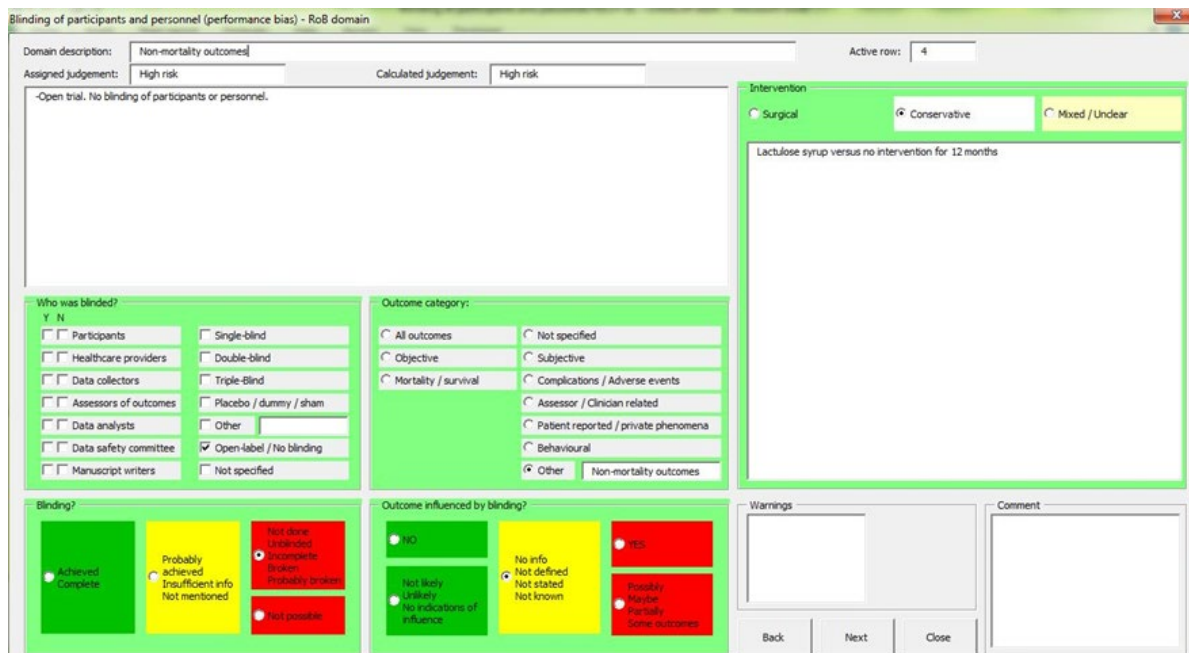 Blinding of participants and personnel (performance bias) - RoB domain
Domain description: Non-mortality outcomes
Active row: 4
Assigned judgement: High risk
Calculated judgement: High risk
-Open trial. No blinding of participants or personnel.
Intervention
Surgical
Conservative
Mixed / Unclear
Lactulose syrup versus no intervention for 12 months
Who was blinded?
Y N
Participants
Healthcare providers
Data collectors
Assessors of outcomes
Data analysts
Data safety committee
Manuscript writers
Single-blind
Double-blind
Triple-Blind
Placebo / dummy / sham
Other
Open-label / No blinding
Not specified
Outcome category:
All outcomes
Objective
Mortality / survival
Not specified
Subjective
Complications / Adverse events
Assessor / Clinician related
Patient reported / private phenomena
Behavioural
Other Non-mortality outcomes
Blinding?
Achieved
Complete
Probably
achieved
Insufficient info
Not mentioned
Not done
Unblinded
Incomplete
Broken
Probably broken
Not possible
Outcome influenced by blinding?
NO
Not likely
Unlikely
No indications of
influence
No info
Not defined
Not stated
Not known
YES
Possibly
Maybe
Partially
Some outcomes
Warnings
Comment
Back
Next
Close